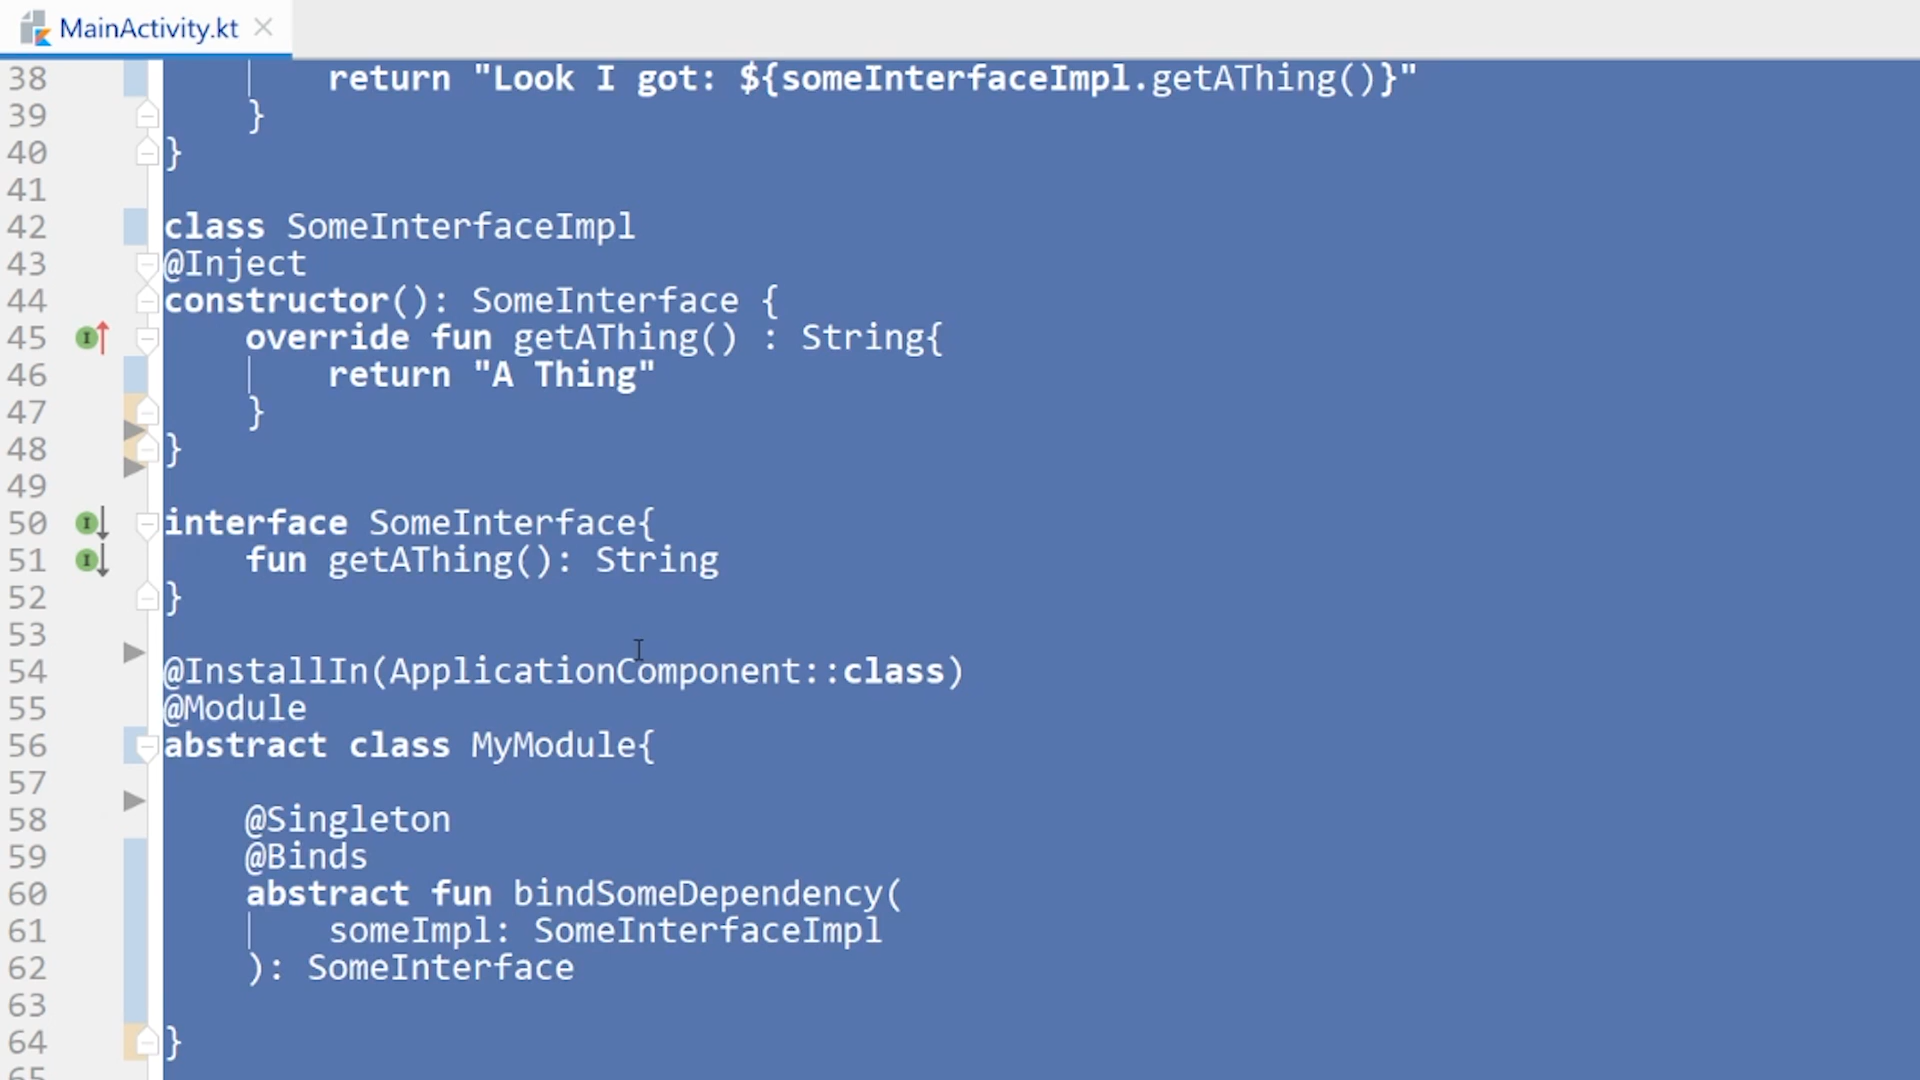 MainActivity.kt
38 return "Look I got: ${someInterfaceImpl.getAThing()}"
39 }
40 }
41
42 class SomeInterfaceImpl
43 @Inject
44 constructor(): SomeInterface {
45 override fun getAThing() : String{
46 return "A Thing"
47 }
48 }
49
50 interface SomeInterface{
51 fun getAThing(): String
52 }
53
54 @InstallIn(ApplicationComponent::class)
55 @Module
56 abstract class MyModule{
57
58 @Singleton
59 @Binds
60 abstract fun bindSomeDependency(
61 someImpl: SomeInterfaceImpl
62 ): SomeInterface
63
64 }
65